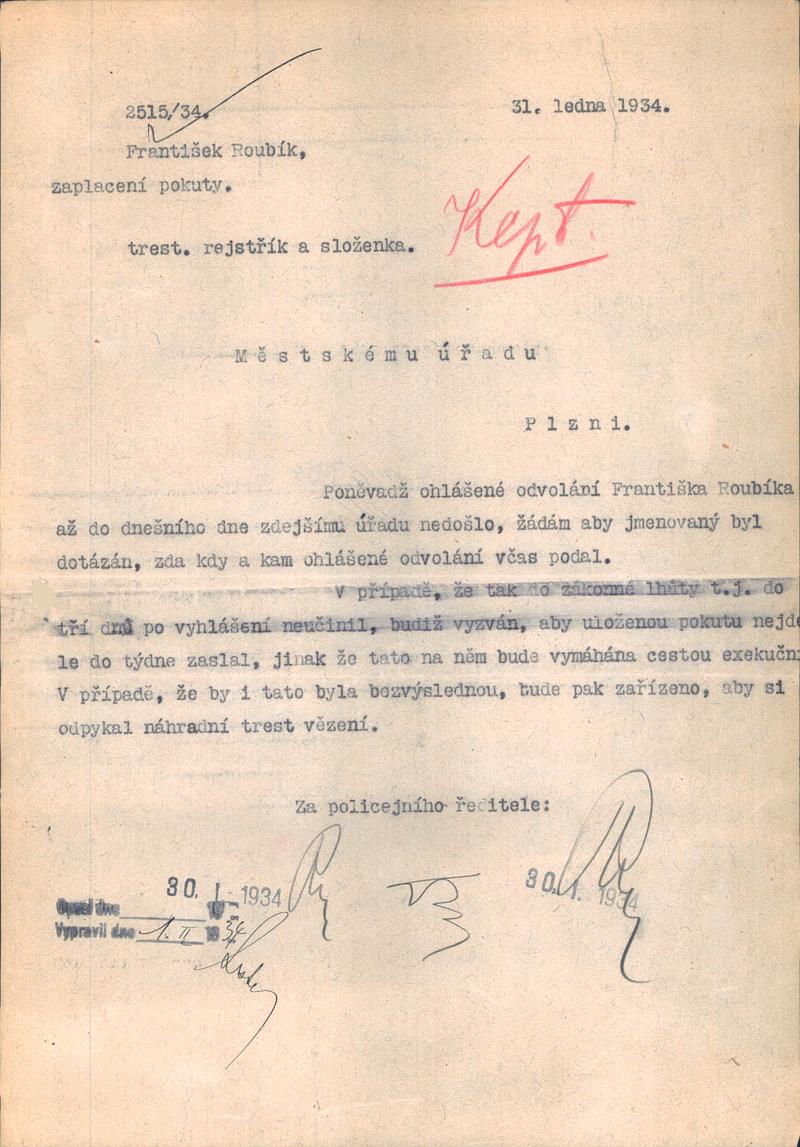 2515/34.
31. ledna 1934.
František Roubík,
zaplacení pokuty.
trest. rejstřík a složenka.
Městskému úřadu
Plzni.
Poněvadž ohlášené odvolání Františka Roubíka
až do dnešního dne zdejšímu úřadu nedošlo, žádám aby jmenovaný byl
dotázán, zda kdy a kam ohlášené odvolání včas podal.
V případě, že tak do zákonné lhůty t.j. do
tří dnů po vyhlášení neučinil, budiž vyzván, aby uloženou pokutu nejdé
le do týdne zaslal, jinak že tato na něm bude vymáhána cestou exekučn
V případě, že by i tato byla bezvýslednou, bude pak zařízeno, aby si
odpykal náhradní trest vězení.
Za policejního ředitele:
30. I. 1934
30. 1. 1934
Opsal dne 19
Vypravil dne 1. II 1934